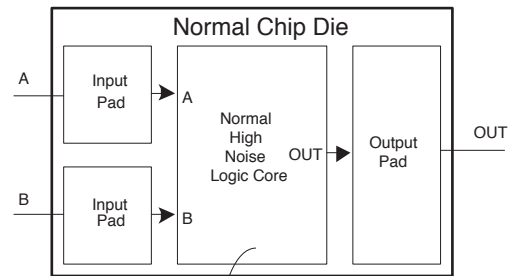 Normal Chip Die
A
Input
Pad
A
Normal
High
Noise
Logic Core
OUT
Output
Pad
OUT
B
Input
Pad
B